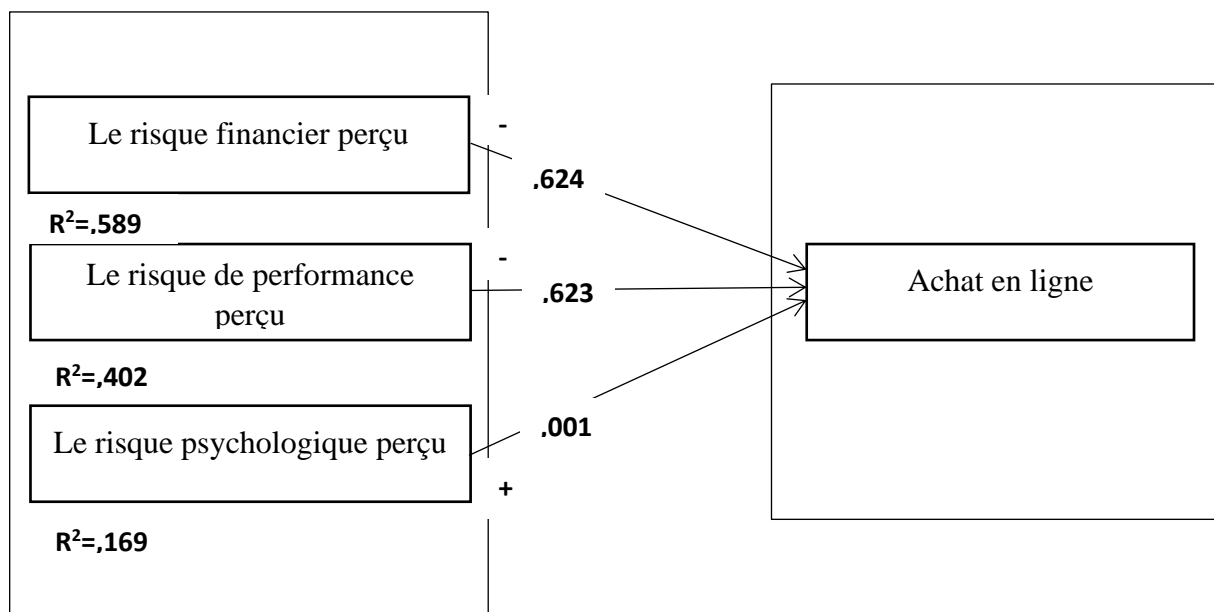 Le risque financier perçu
-
,624
R²=,589
Le risque de performance
perçu
-
,623
Achat en ligne
R²=,402
Le risque psychologique perçu
,001
+
R²=,169